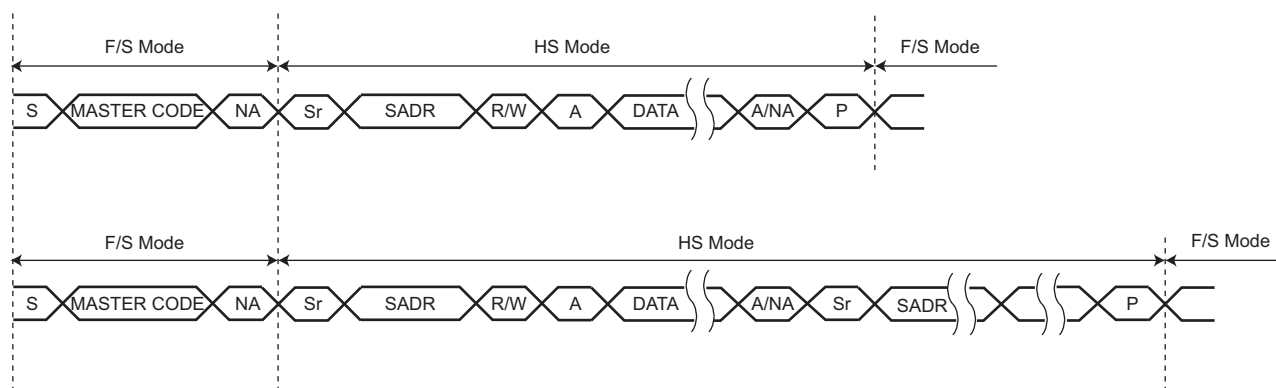 F/S Mode HS Mode F/S Mode
S MASTER CODE NA Sr SADR R/W A DATA A/NA P
F/S Mode HS Mode F/S Mode
S MASTER CODE NA Sr SADR R/W A DATA A/NA Sr SADR P